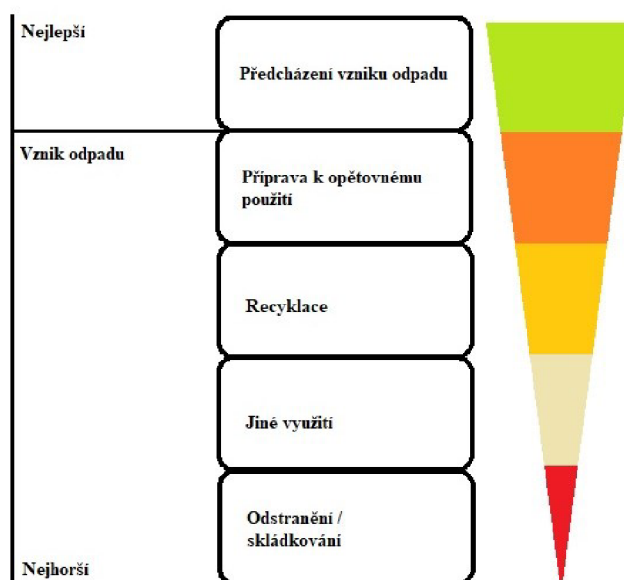 Nejlepší
Předcházení vzniku odpadu
Vznik odpadu
Příprava k opětovnému
použití
Recyklace
Jiné využití
Odstranění /
skládkování
Nejhorší